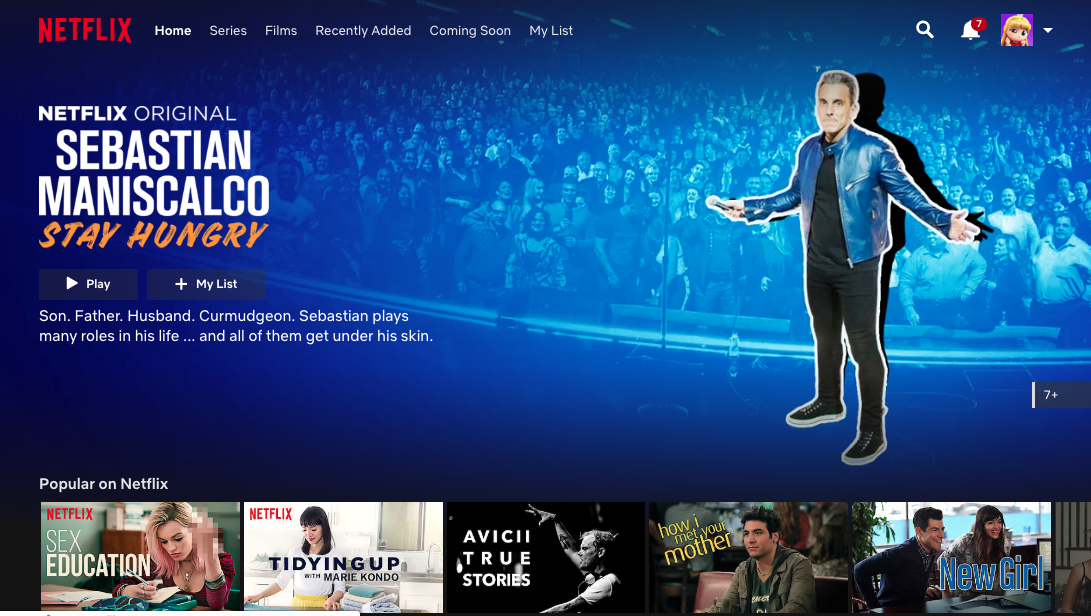 NETFLIX
Home Series Films Recently Added Coming Soon My List
7
NETFLIX ORIGINAL
SEBASTIAN
MANISCALCO
STAY HUNGRY
Play My List
Son. Father. Husband. Curmudgeon. Sebastian plays
many roles in his life ... and all of them get under his skin.
7+
Popular on Netflix
NETFLIX
SEX
EDUCATION
NETFLIX
TIDYING UP
WITH MARIE KONDO
AVICII
TRUE
STORIES
how i
met your
mother
New Girl